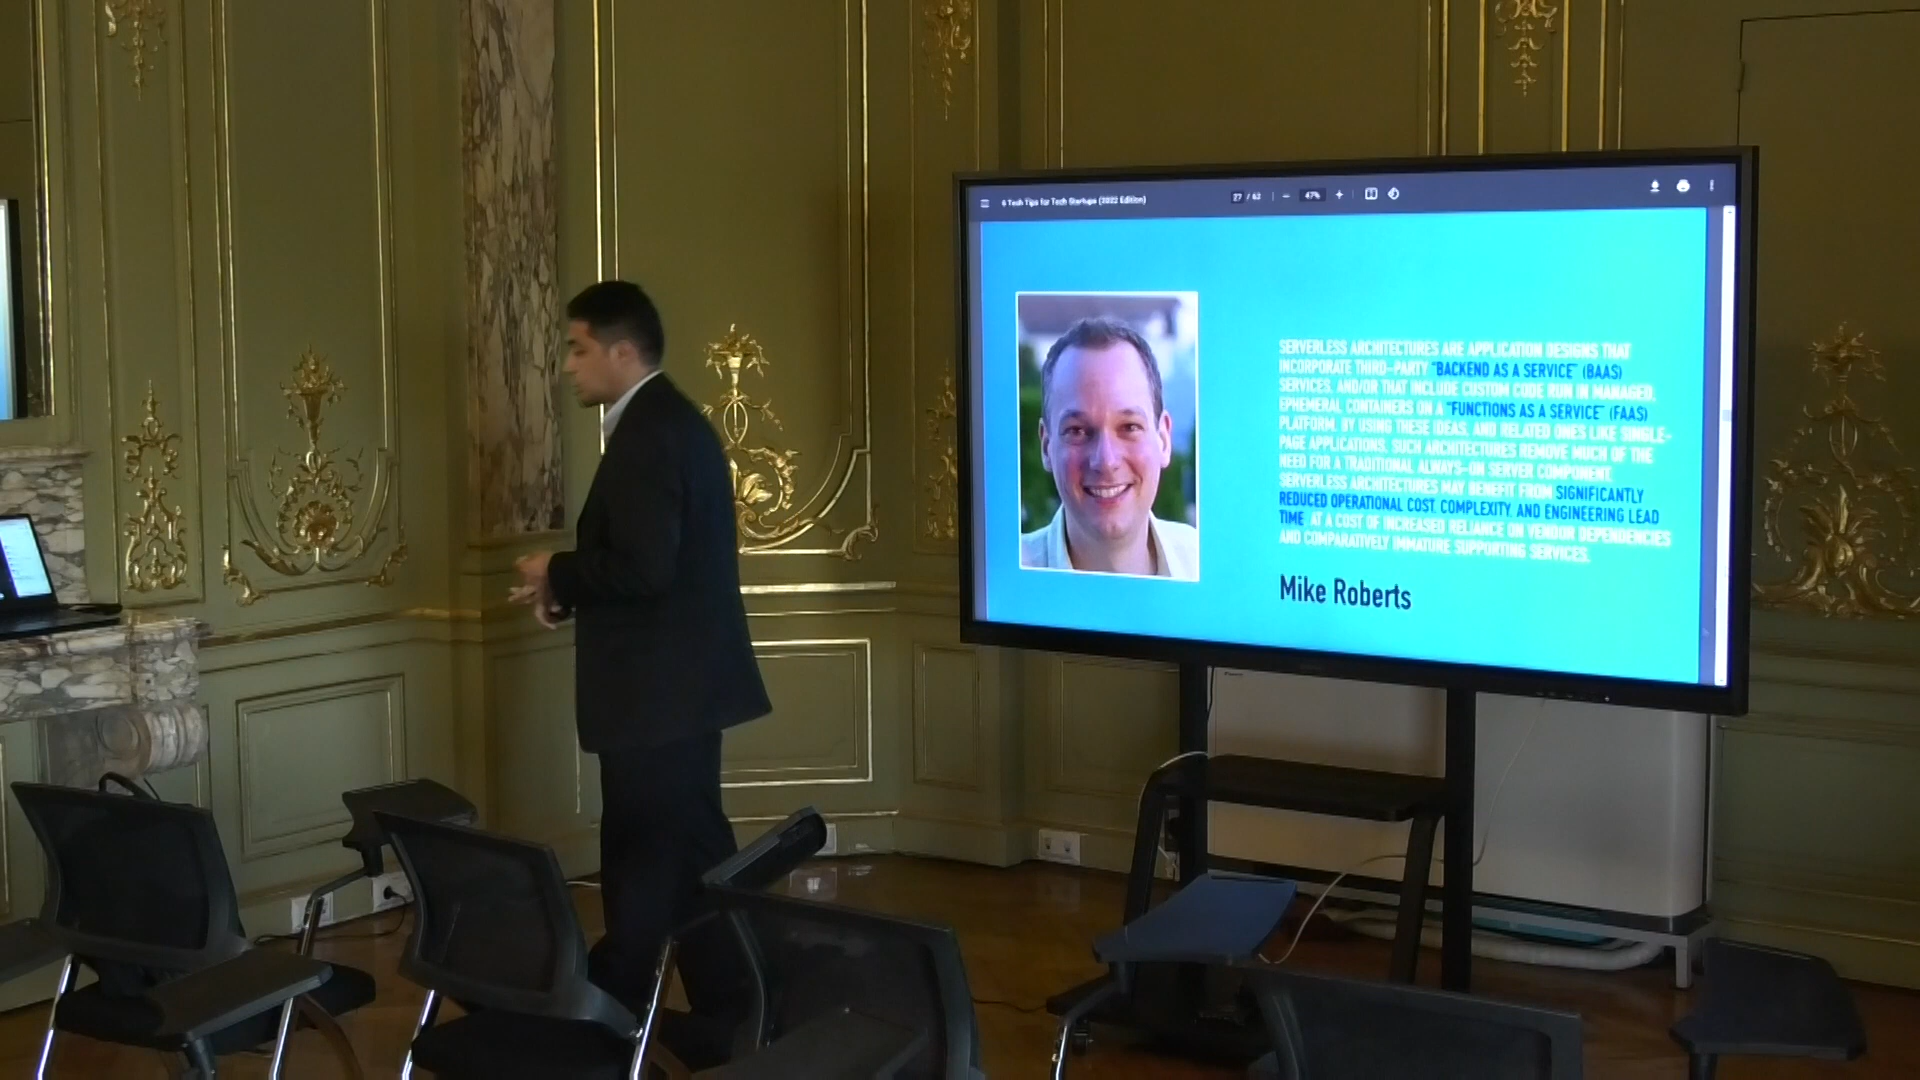 6 Tech Tips for Tech Startups (2022 Edition)
27 / 62
47%
SERVERLESS ARCHITECTURES ARE APPLICATION DESIGNS THAT
INCORPORATE THIRD-PARTY "BACKEND AS A SERVICE" (BAAS)
SERVICES, AND/OR THAT INCLUDE CUSTOM CODE RUN IN MANAGED,
EPHEMERAL CONTAINERS ON A "FUNCTIONS AS A SERVICE" (FAAS)
PLATFORM. BY USING THESE IDEAS, AND RELATED ONES LIKE SINGLE-
PAGE APPLICATIONS, SUCH ARCHITECTURES REMOVE MUCH OF THE
NEED FOR A TRADITIONAL ALWAYS-ON SERVER COMPONENT.
SERVERLESS ARCHITECTURES MAY BENEFIT FROM SIGNIFICANTLY
REDUCED OPERATIONAL COST, COMPLEXITY, AND ENGINEERING LEAD
TIME, AT A COST OF INCREASED RELIANCE ON VENDOR DEPENDENCIES
AND COMPARATIVELY IMMATURE SUPPORTING SERVICES.
Mike Roberts